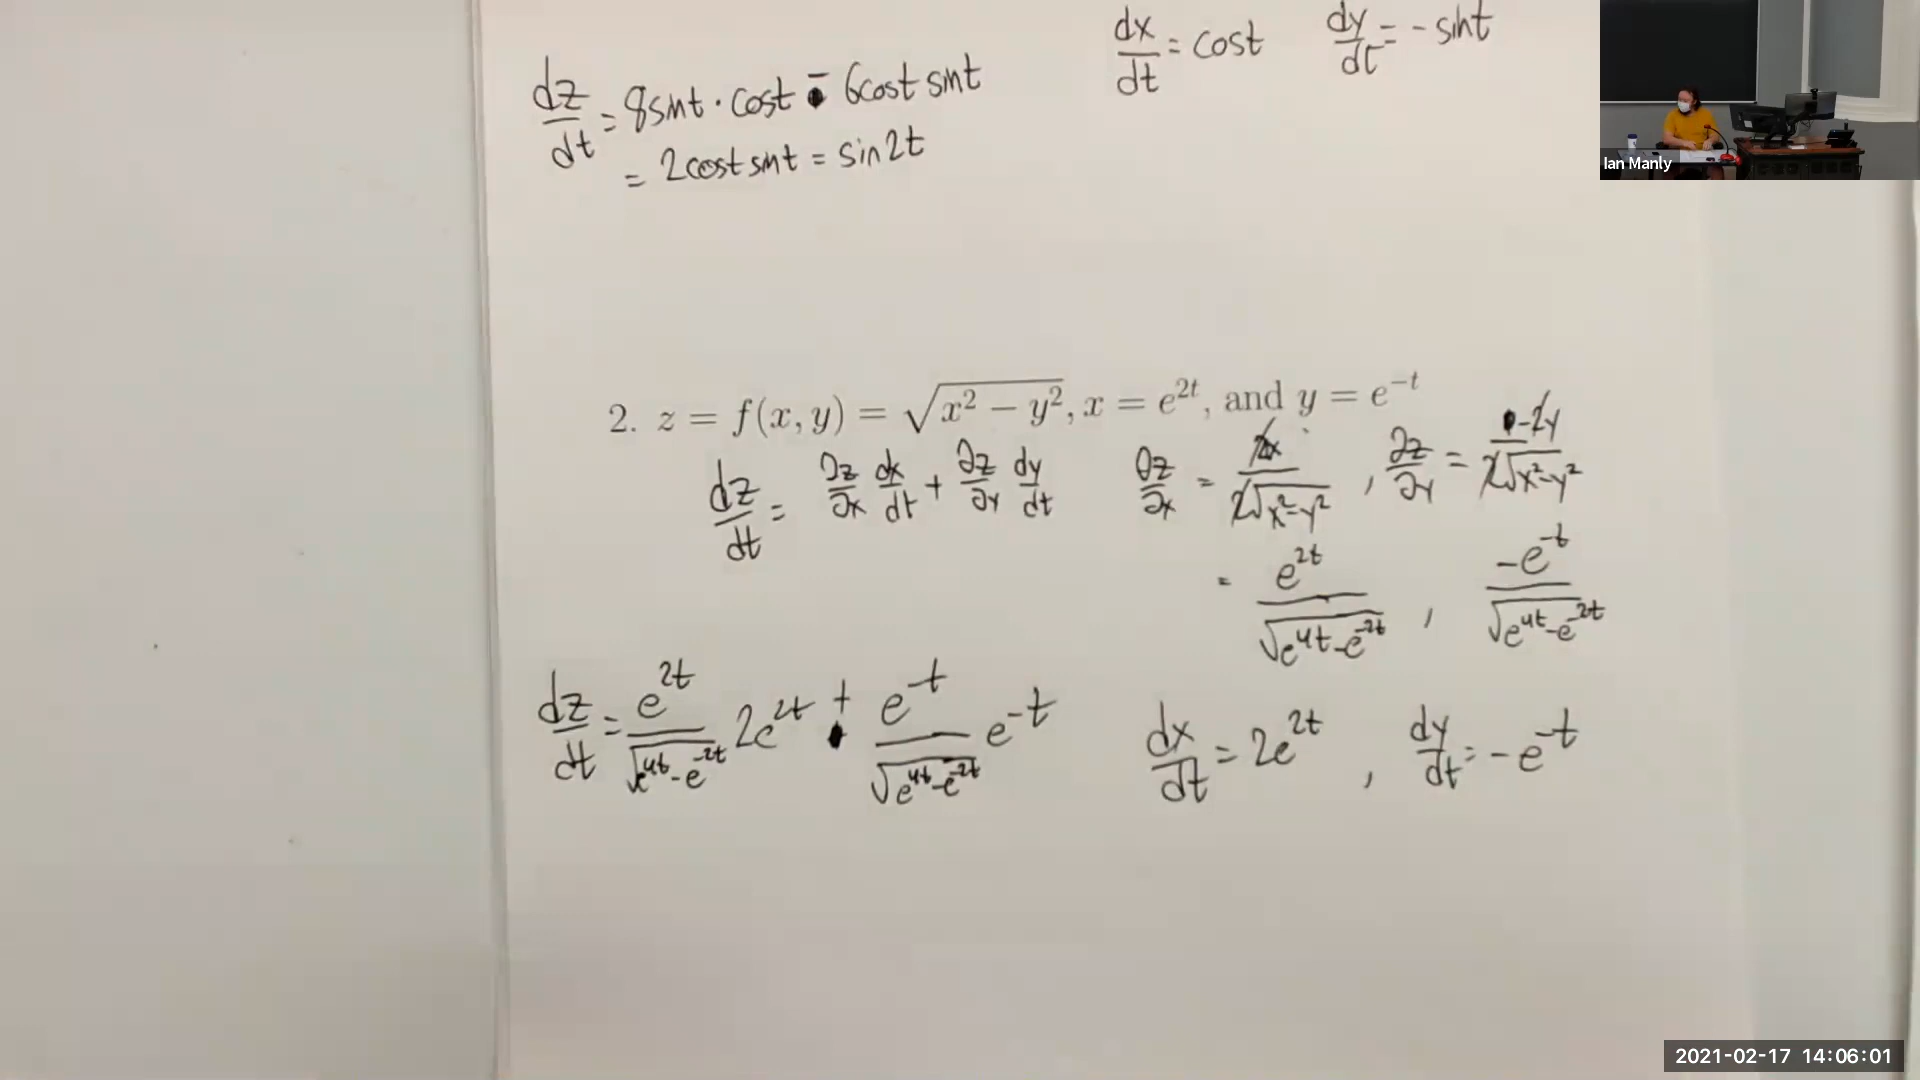 dx/dt = cost dy/dt = - sint
dz/dt = 8sint · cost - 6cost sint
= 2cost sint = sin2t
Ian Manly
2. z = f(x, y) = √(x² − y²), x = e^{2t}, and y = e^{−t}
dz/dt = ∂z/∂x dx/dt + ∂z/∂y dy/dt ∂z/∂x = 2x/2√(x²-y²) , ∂z/∂y = -2y/2√(x²-y²)
= e^{2t}/√(e^{4t}-e^{-2t}) , -e^{-t}/√(e^{4t}-e^{-2t})
dz/dt = e^{2t}/√(e^{4t}-e^{-2t}) 2e^{2t} + e^{-t}/√(e^{4t}-e^{-2t}) e^{-t} dx/dt = 2e^{2t} , dy/dt = -e^{-t}
2021-02-17 14:06:01